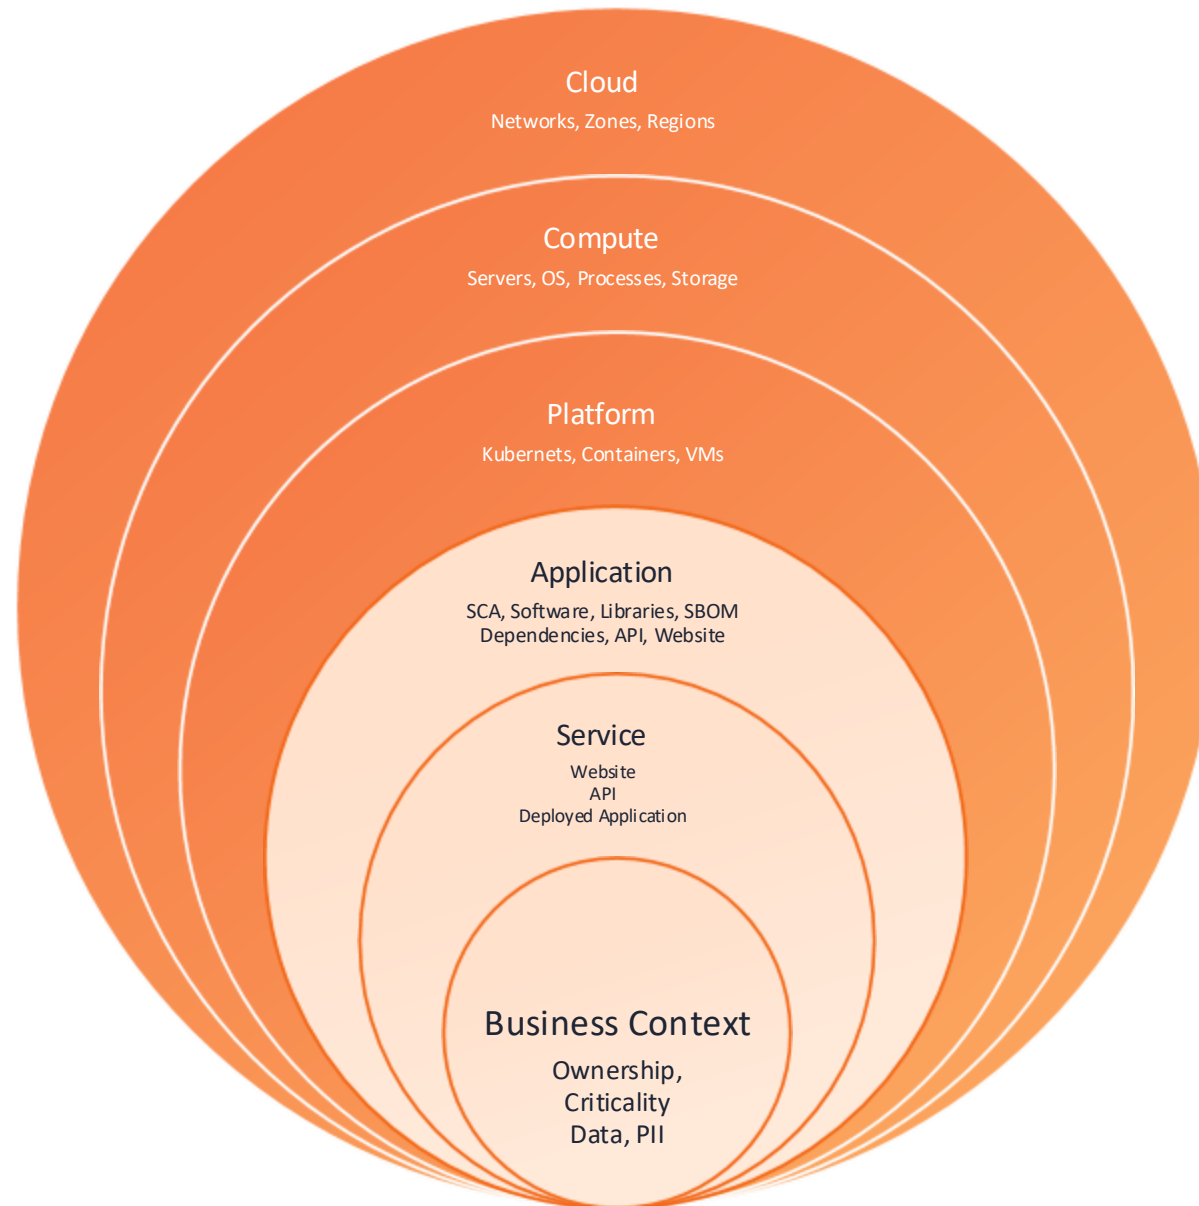 Cloud
Networks, Zones, Regions
Compute
Servers, OS, Processes, Storage
Platform
Kubernets, Containers, VMs
Application
SCA, Software, Libraries, SBOM
Dependencies, API, Website
Service
Website
API
Deployed Application
Business Context
Ownership,
Criticality
Data, PII